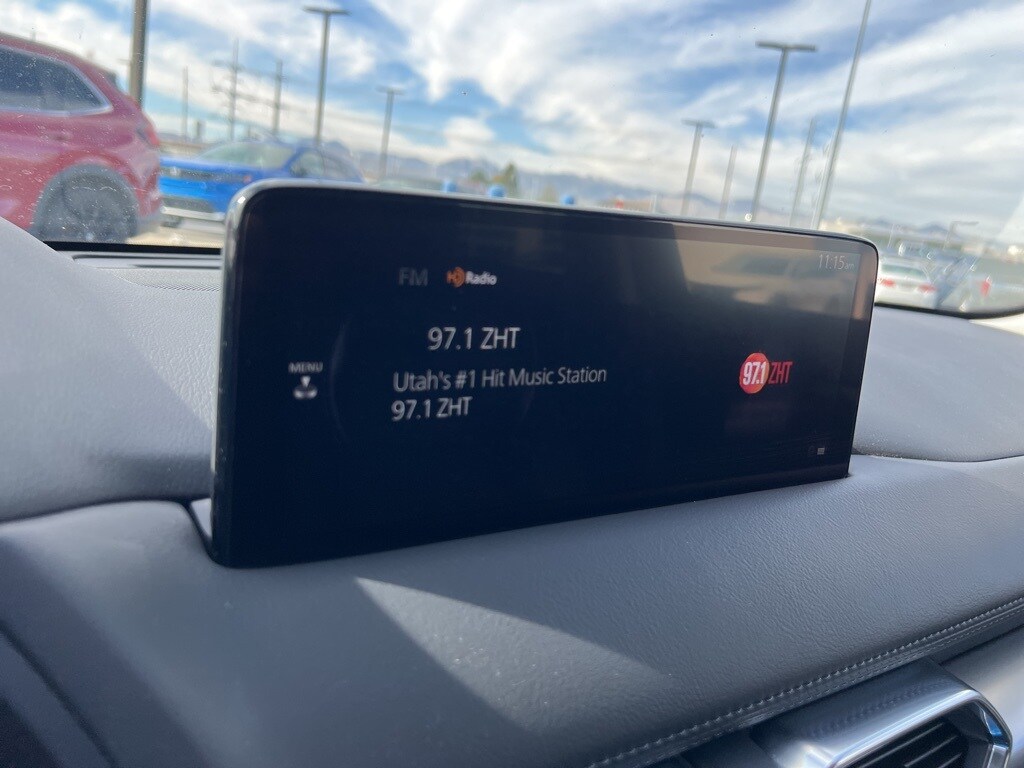 FM HD Radio
11:15 AM
97.1 ZHT
MENU
Utah's #1 Hit Music Station
97.1 ZHT
97.1 ZHT